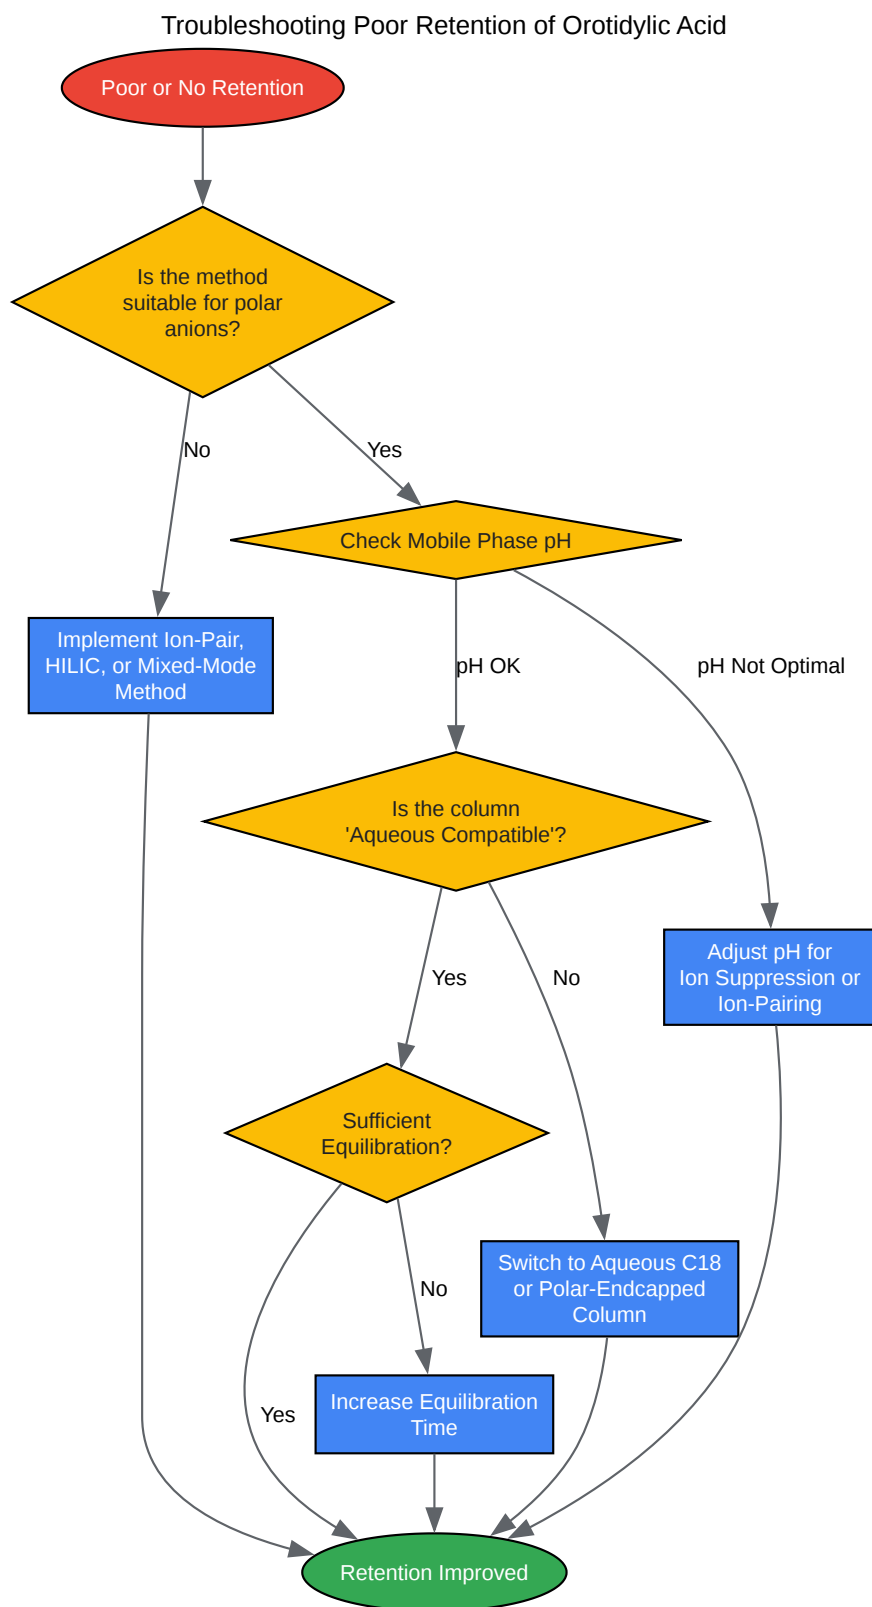 Troubleshooting Poor Retention of Orotidylic Acid
Poor or No Retention
Is the method
suitable for polar
anions?
No
Yes
Check Mobile Phase pH
Implement Ion-Pair,
HILIC, or Mixed-Mode
Method
pH OK
pH Not Optimal
Is the column
'Aqueous Compatible'?
Yes
No
Adjust pH for
Ion Suppression or
Ion-Pairing
Sufficient
Equilibration?
No
Switch to Aqueous C18
or Polar-Endcapped
Column
Yes
Increase Equilibration
Time
Retention Improved